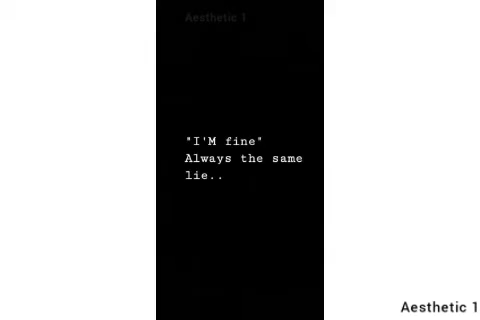 Aesthetic 1
"I'M fine"
Always the same
lie..
Aesthetic 1